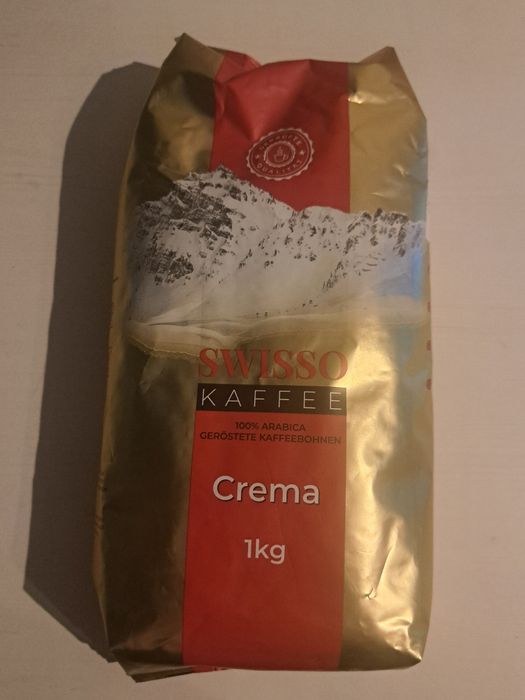 SWISSO
KAFFEE
100% ARABICA
GERÖSTETE KAFFEEBOHNEN
Crema
1kg